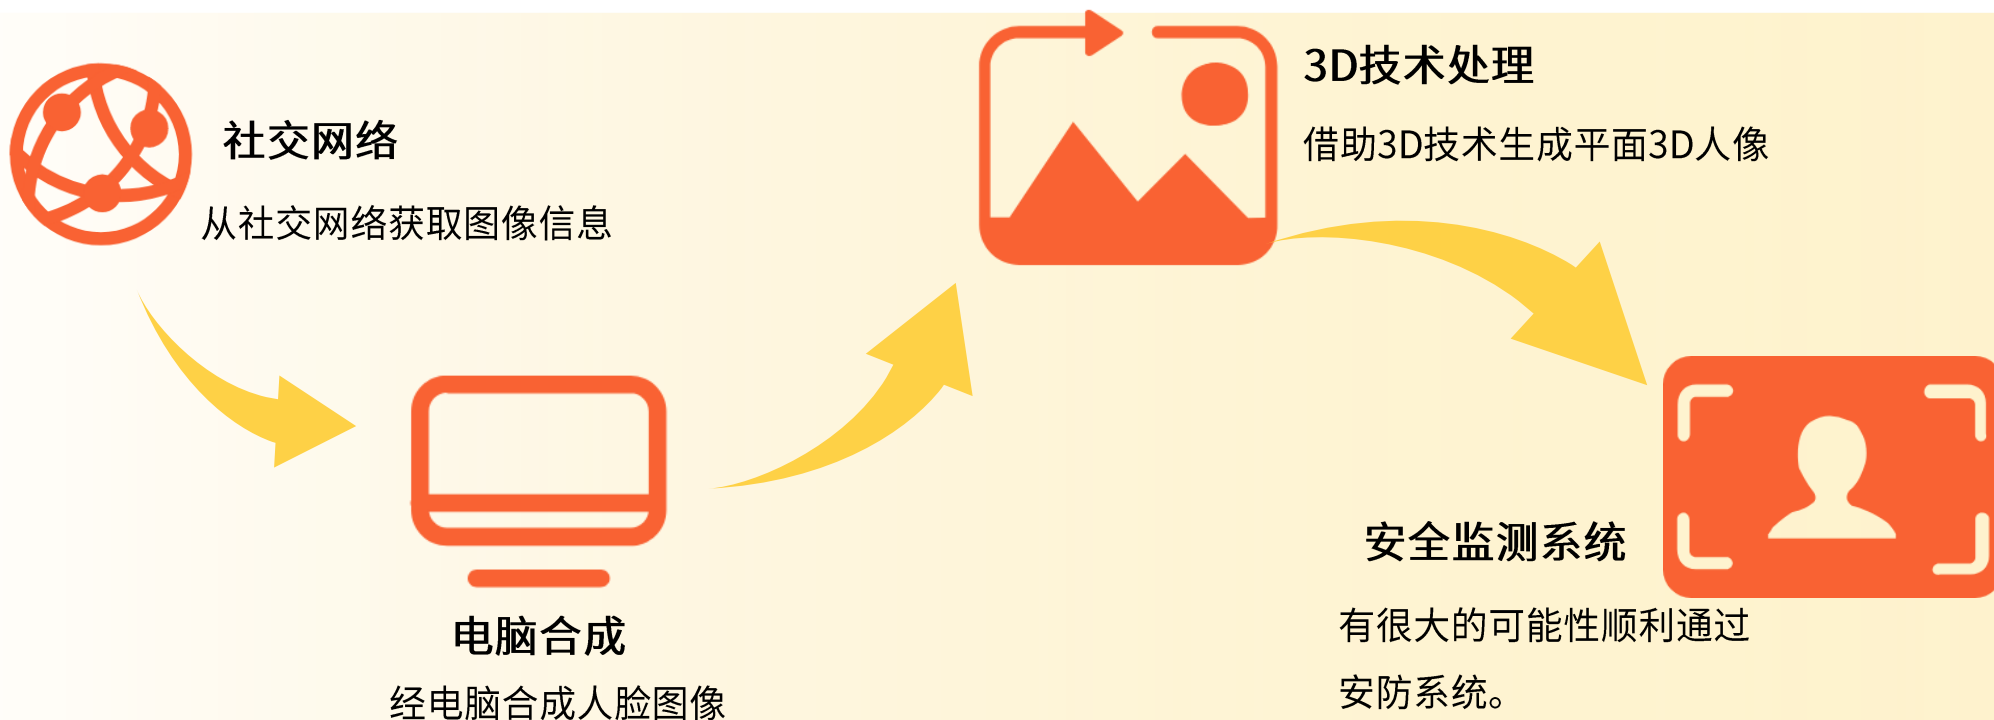 社交网络
从社交网络获取图像信息
电脑合成
经电脑合成人脸图像
3D技术处理
借助3D技术生成平面3D人像
安全监测系统
有很大的可能性顺利通过
安防系统。